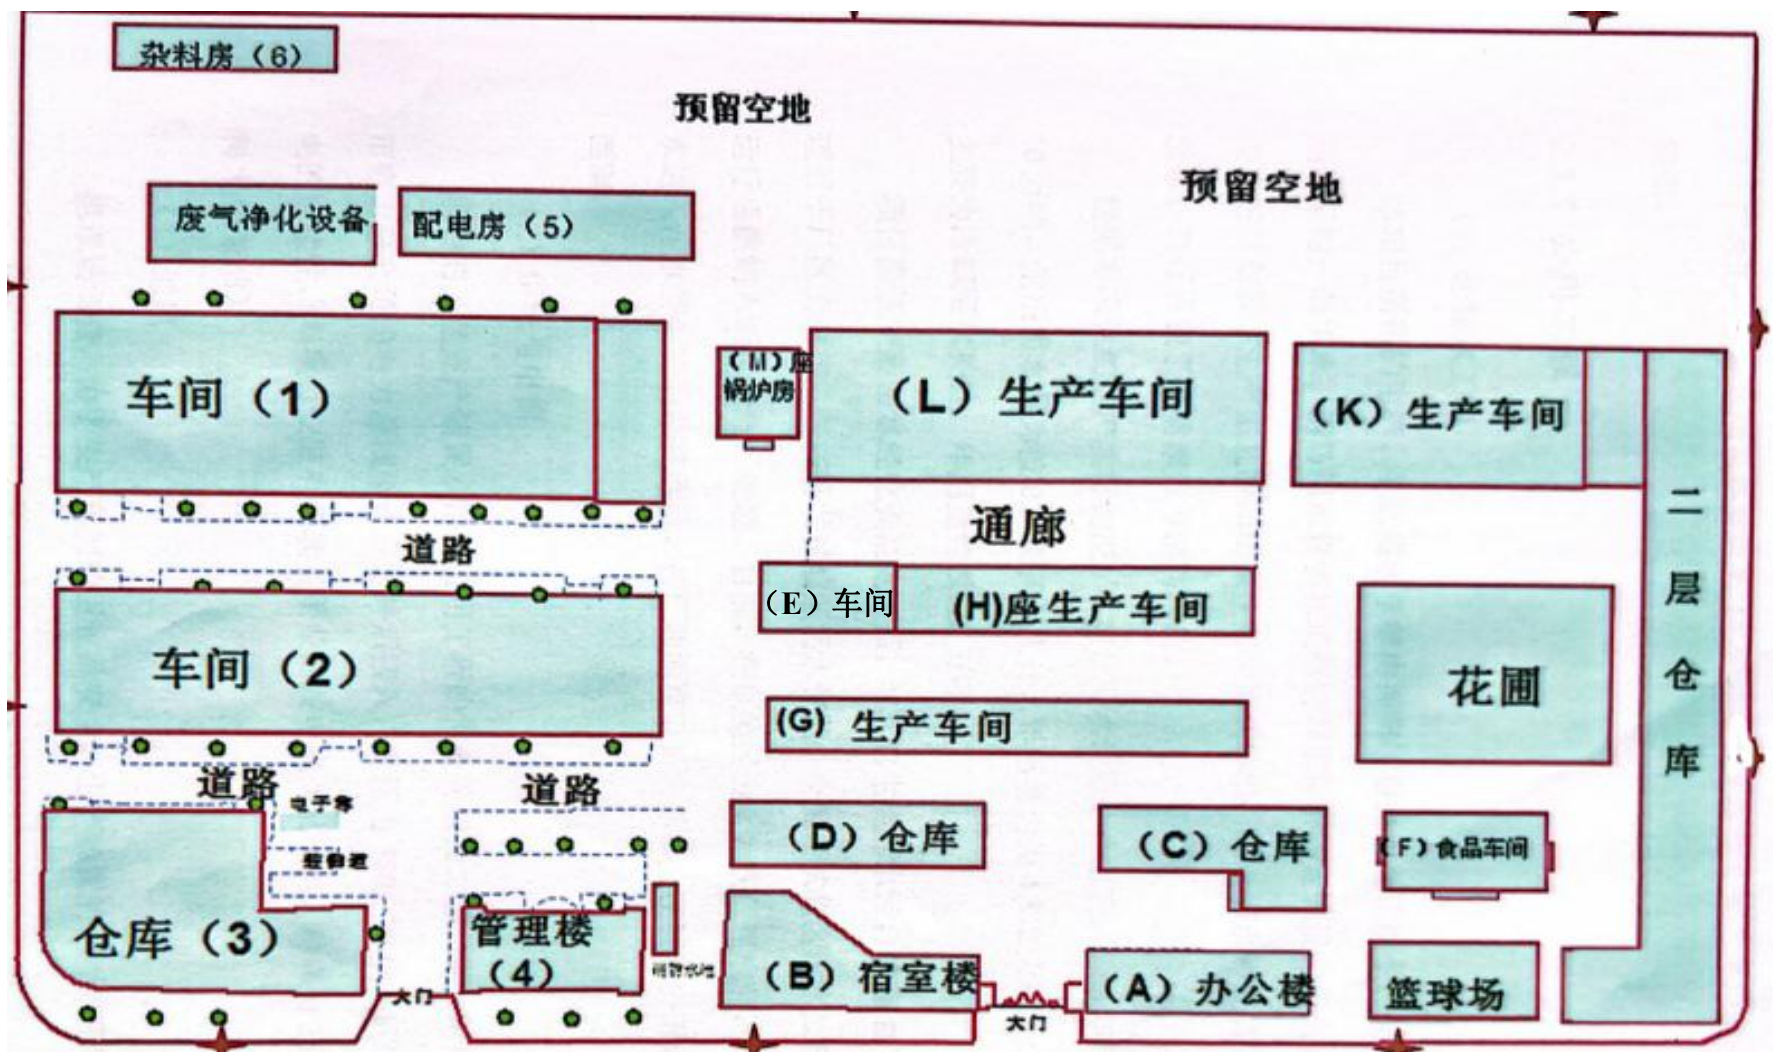 杂料房（6）
预留空地
预留空地
废气净化设备
配电房（5）
车间（1）
（M）座
锅炉房
（L）生产车间
（K）生产车间
二层仓库
通廊
道路
（E）车间
(H)座生产车间
车间（2）
花圃
(G) 生产车间
道路
电子称
道路
（D）仓库
（C）仓库
（F）食品车间
仓库（3）
管理楼
（4）
（B）宿室楼
（A）办公楼
篮球场
大门
大门